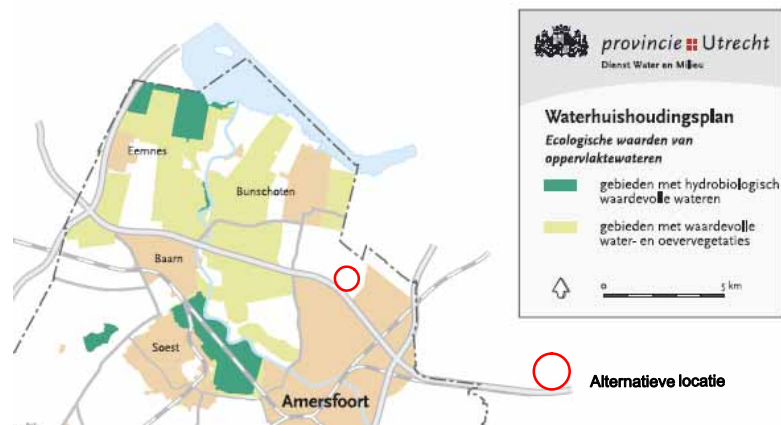 provincie Utrecht
Dienst Water en Milieu
Waterhuishoudingsplan
Ecologische waarden van
oppervlaktewateren
gebieden met hydrobiologisch
waardevolle wateren
gebieden met waardevolle
water- en oevervegetaties
0 5 km
Alternatieve locatie
Eemnes
Bunschoten
Baarn
Soest
Amersfoort